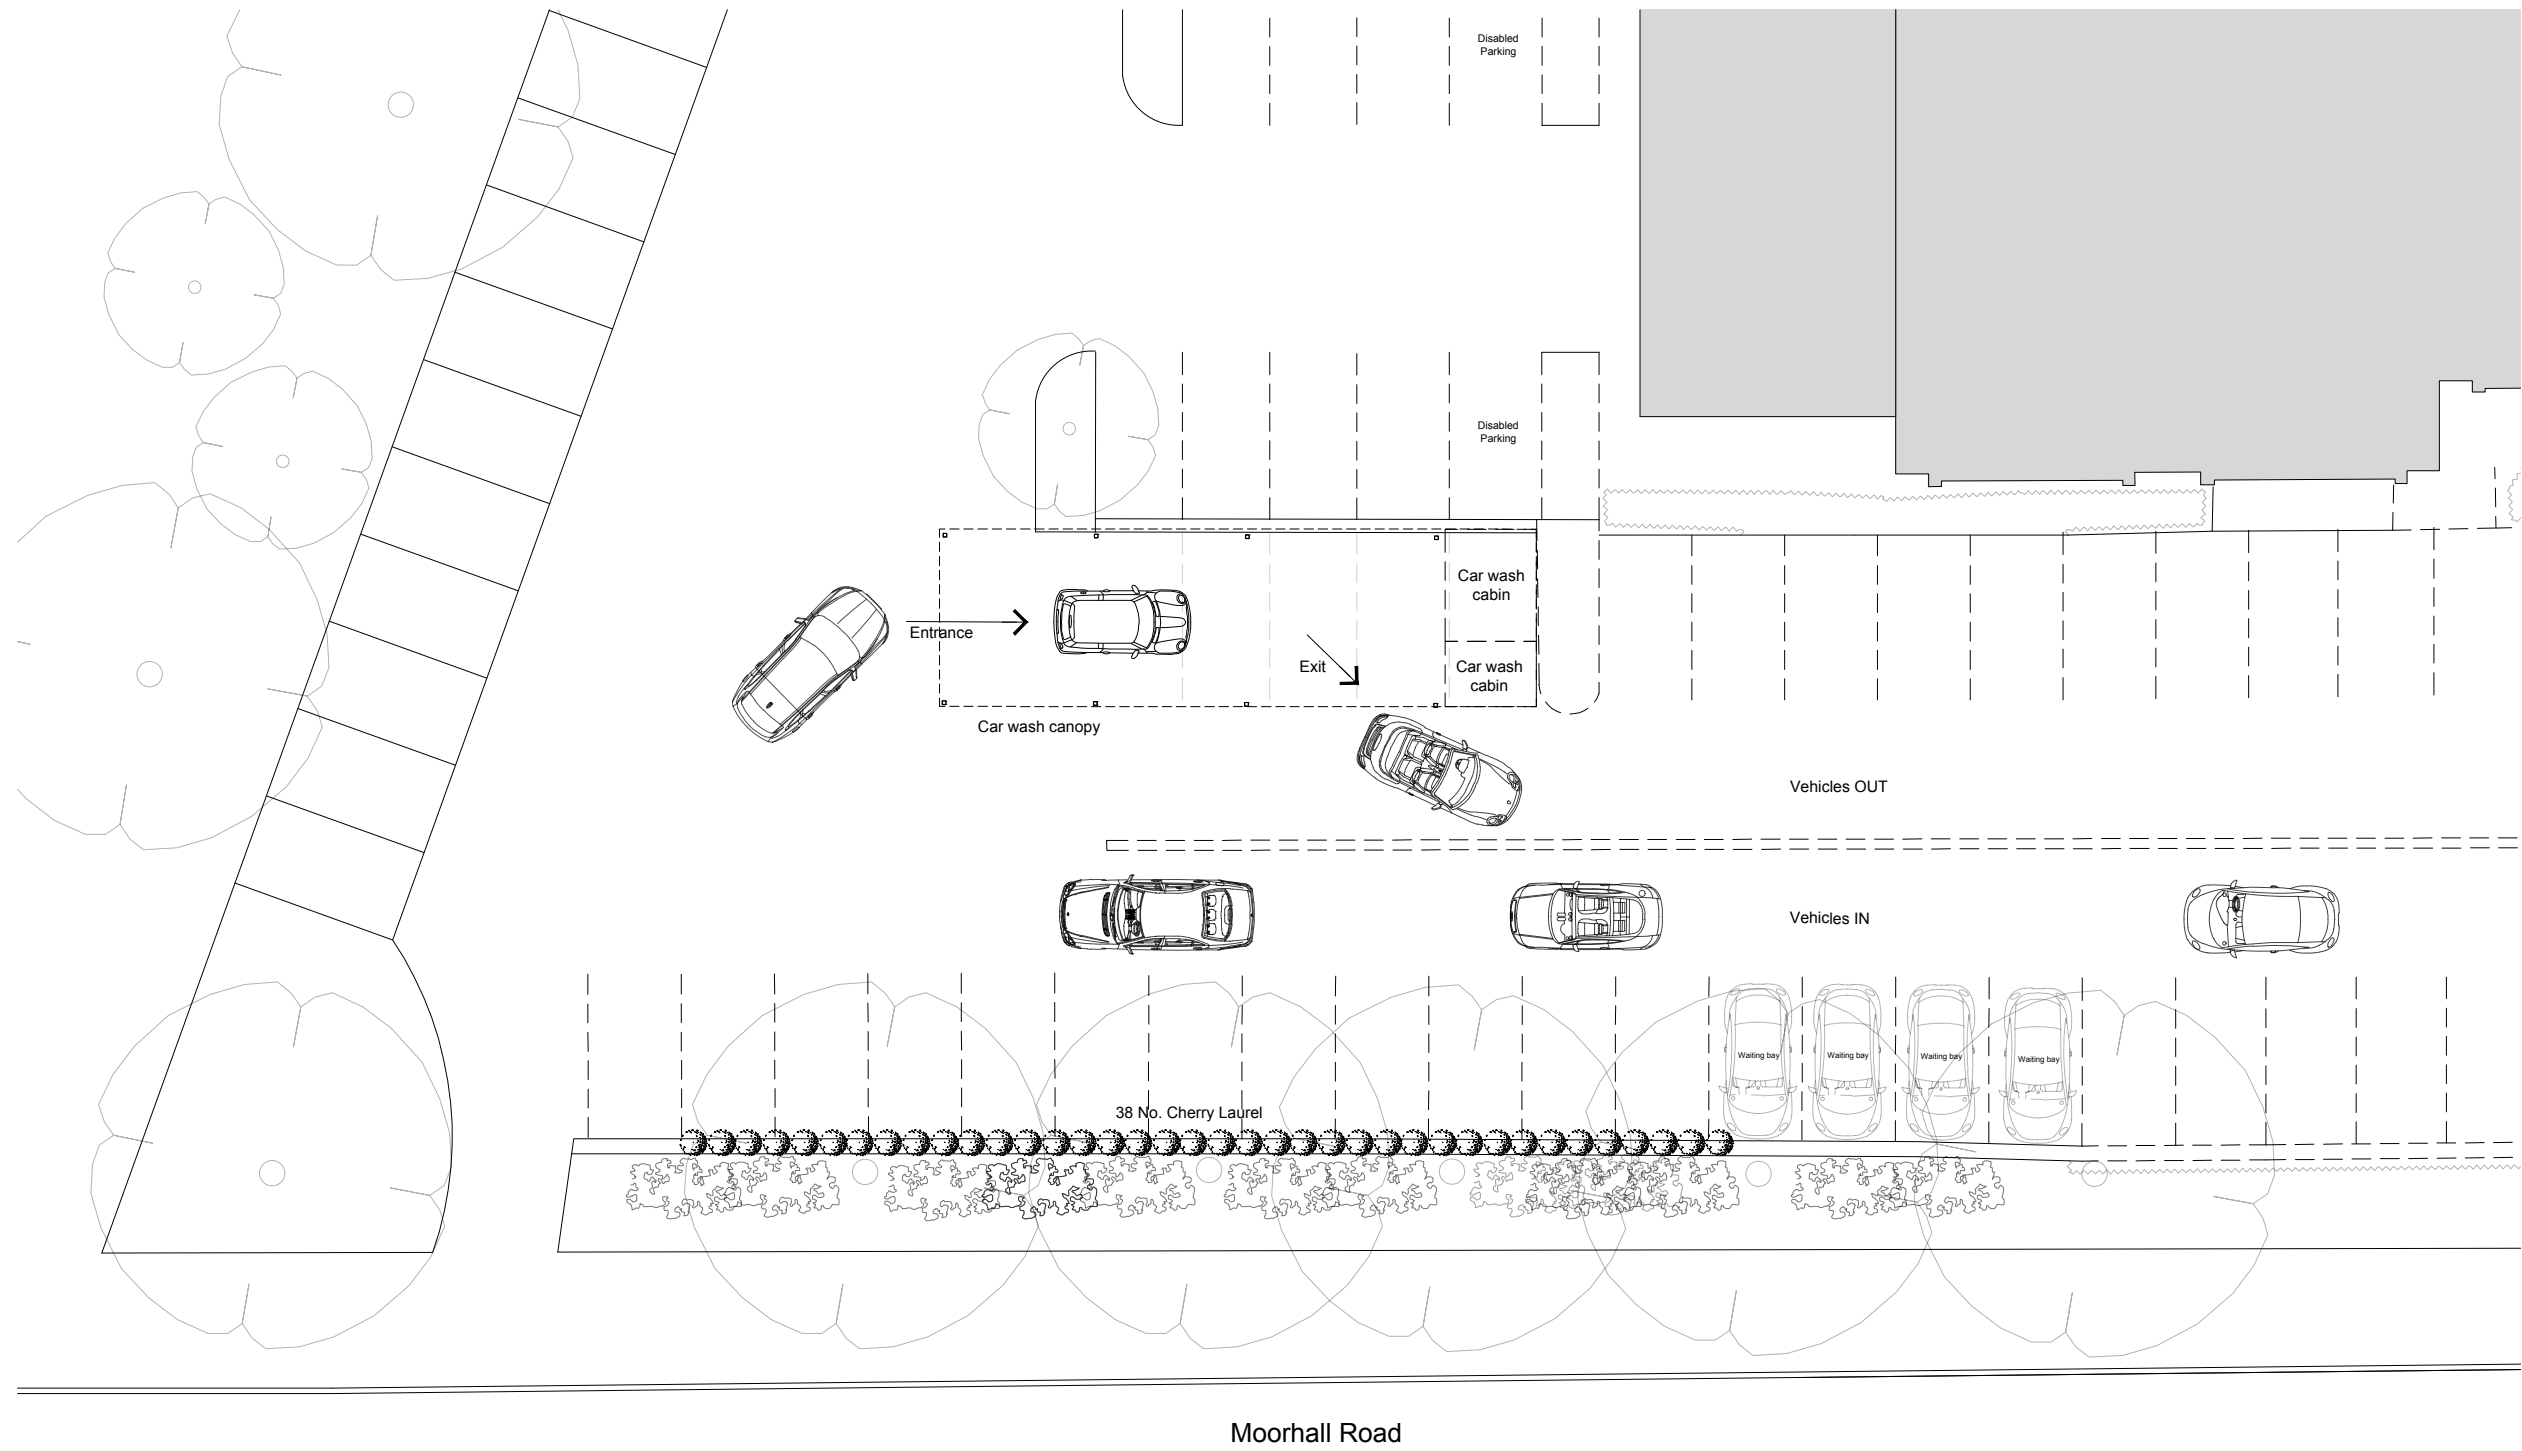 Disabled
Parking
Disabled
Parking
Car wash
cabin
Entrance
Exit
Car wash
cabin
Car wash canopy
Vehicles OUT
Vehicles IN
Waiting bay
Waiting bay
Waiting bay
Waiting bay
38 No. Cherry Laurel
Moorhall Road